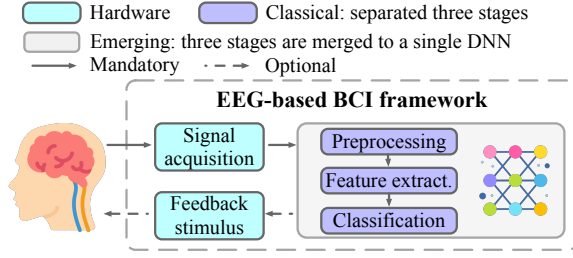 Hardware
Classical: separated three stages
Emerging: three stages are merged to a single DNN
Mandatory
Optional
EEG-based BCI framework
Signal
acquisition
Preprocessing
Feature extract.
Classification
Feedback
stimulus